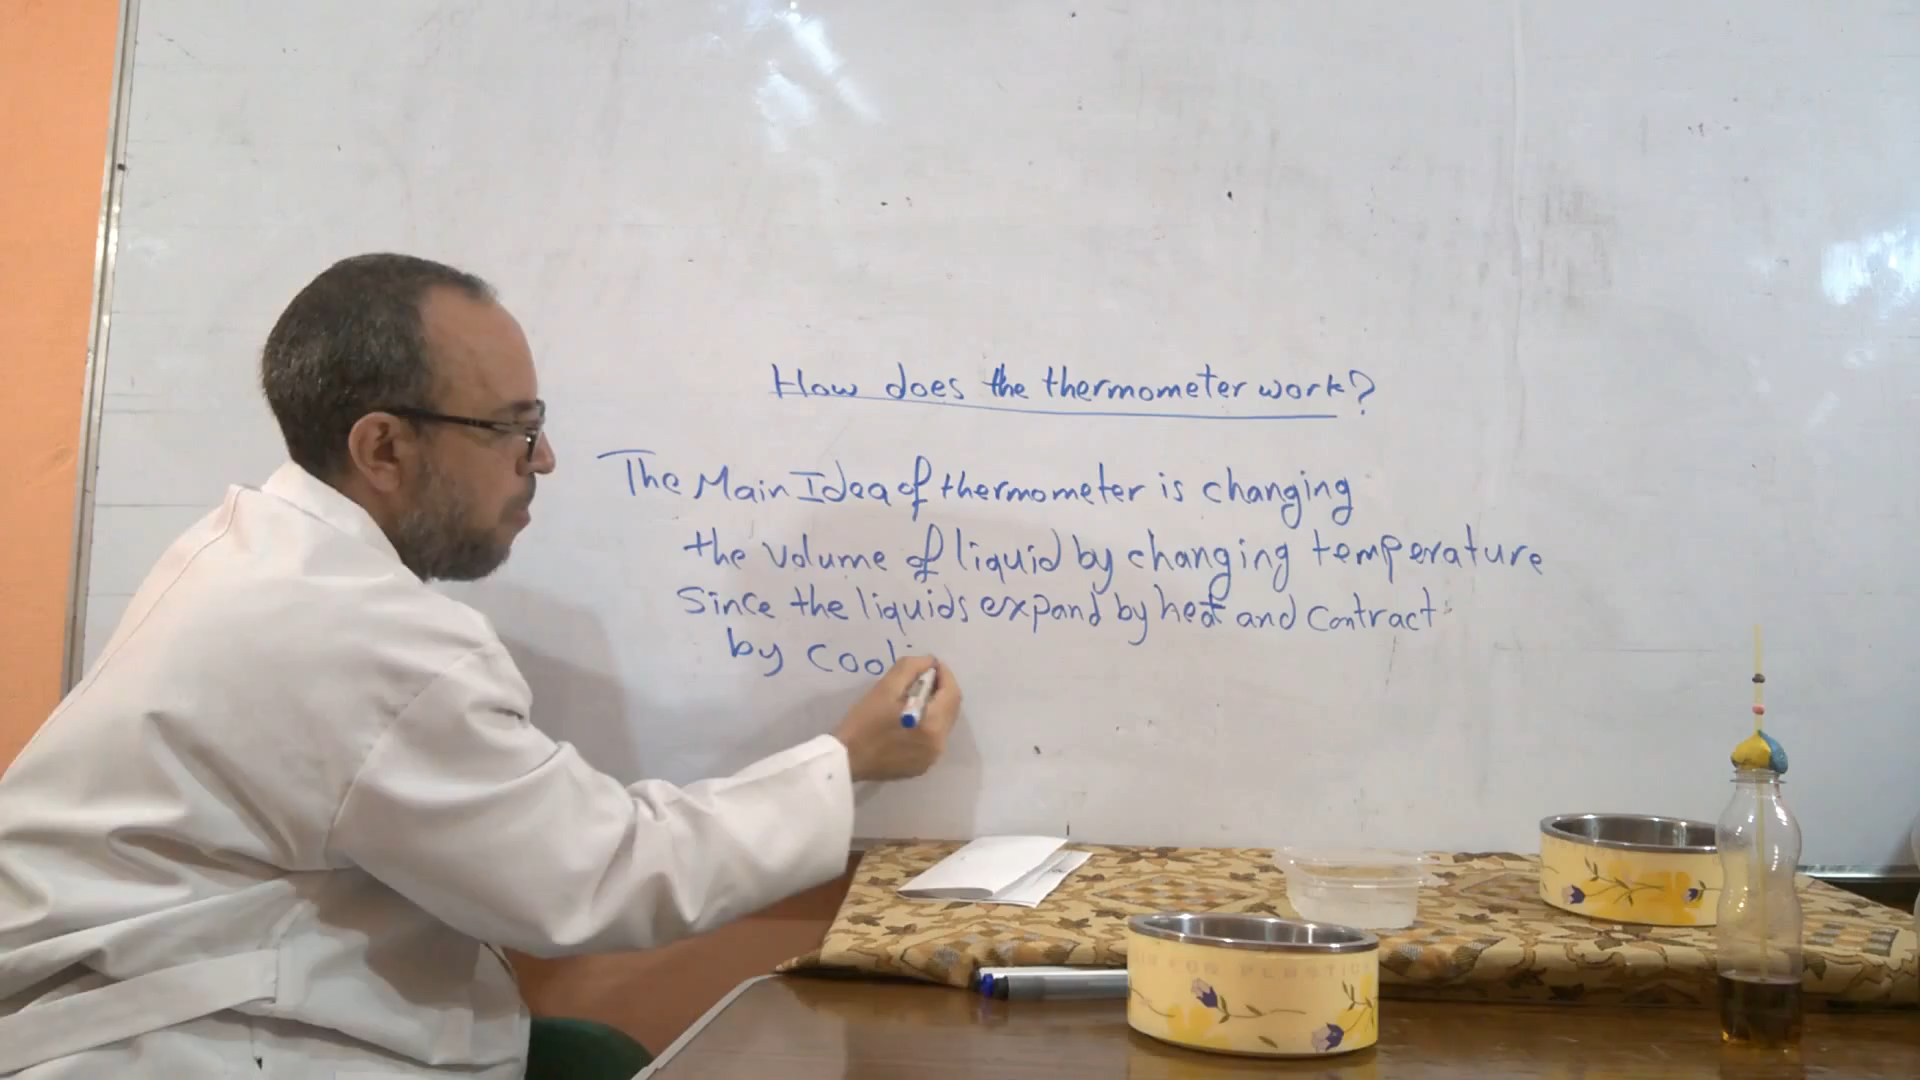 How does the thermometer work?
The Main Idea of thermometer is changing
the volume of liquid by changing temperature
Since the liquids expand by heat and contract
by cooli